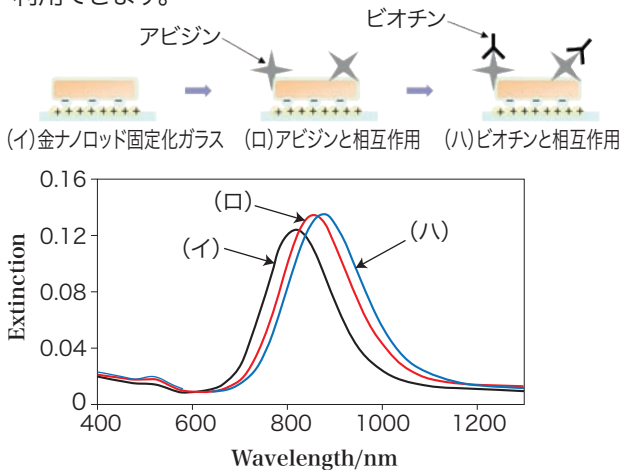 利用できます。
アビジン
ビオチン
(イ)金ナノロッド固定化ガラス
(ロ)アビジンと相互作用
(ハ)ビオチンと相互作用
0.16
0.12
0.08
0.04
0
Extinction
(イ)
(ロ)
(ハ)
400
600
800
1000
1200
Wavelength/nm